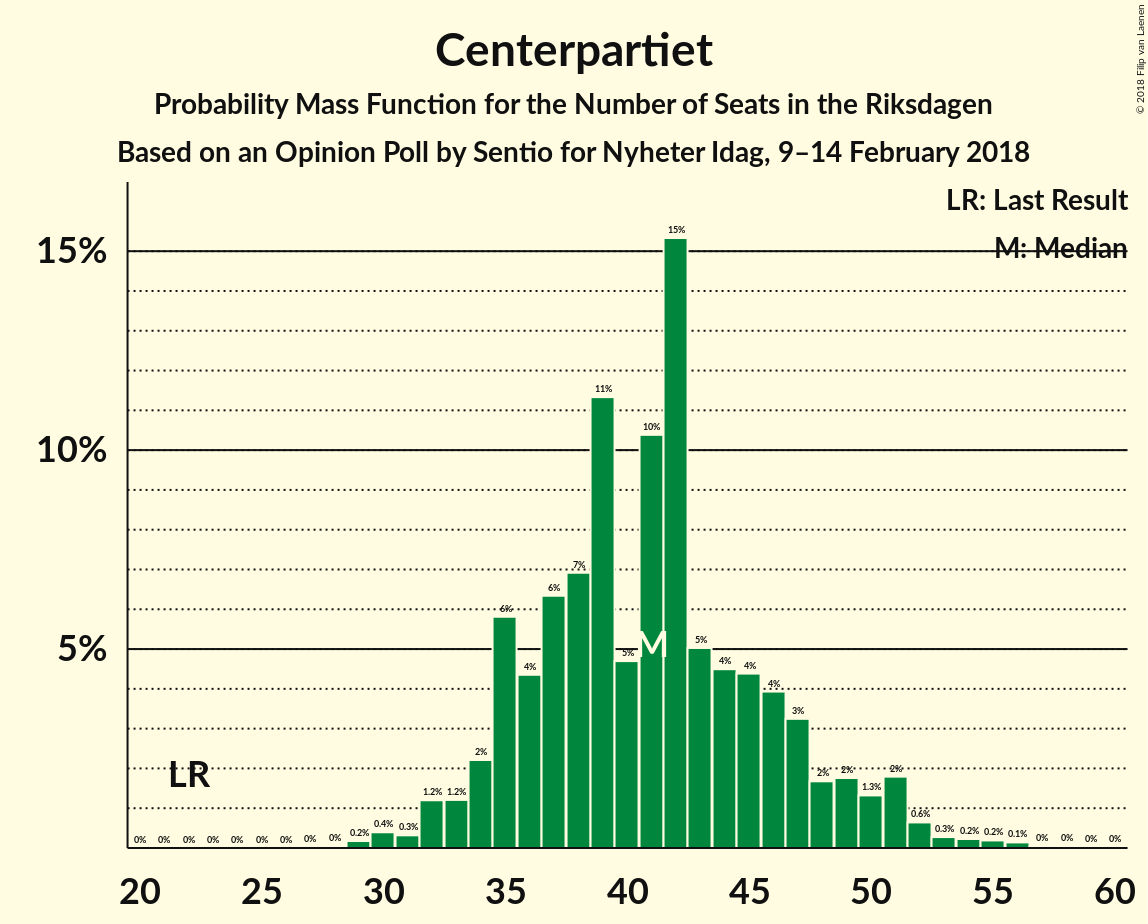 Centerpartiet
Probability Mass Function for the Number of Seats in the Riksdagen
Based on an Opinion Poll by Sentio for Nyheter Idag, 9–14 February 2018
© 2018 Filip van Laenen
LR: Last Result
M: Median
15%
10%
5%
0% 0% 0% 0% 0% 0% 0% 0% 0% 0.2% 0.4% 0.3% 1.2% 1.2% 2% 6% 4% 6% 7% 11% 5% 10% 15% 5% 4% 4% 4% 3% 2% 2% 1.3% 2% 0.6% 0.3% 0.2% 0.2% 0.1% 0% 0% 0% 0%
LR
M
20 25 30 35 40 45 50 55 60